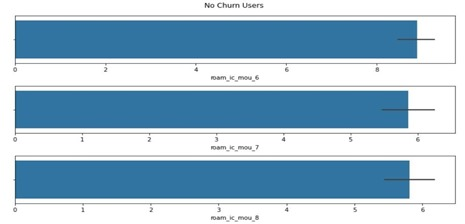 No Churn Users
0 2 4 6 8
roam_ic_mou_6
0 1 2 3 4 5 6
roam_ic_mou_7
0 1 2 3 4 5 6
roam_ic_mou_8